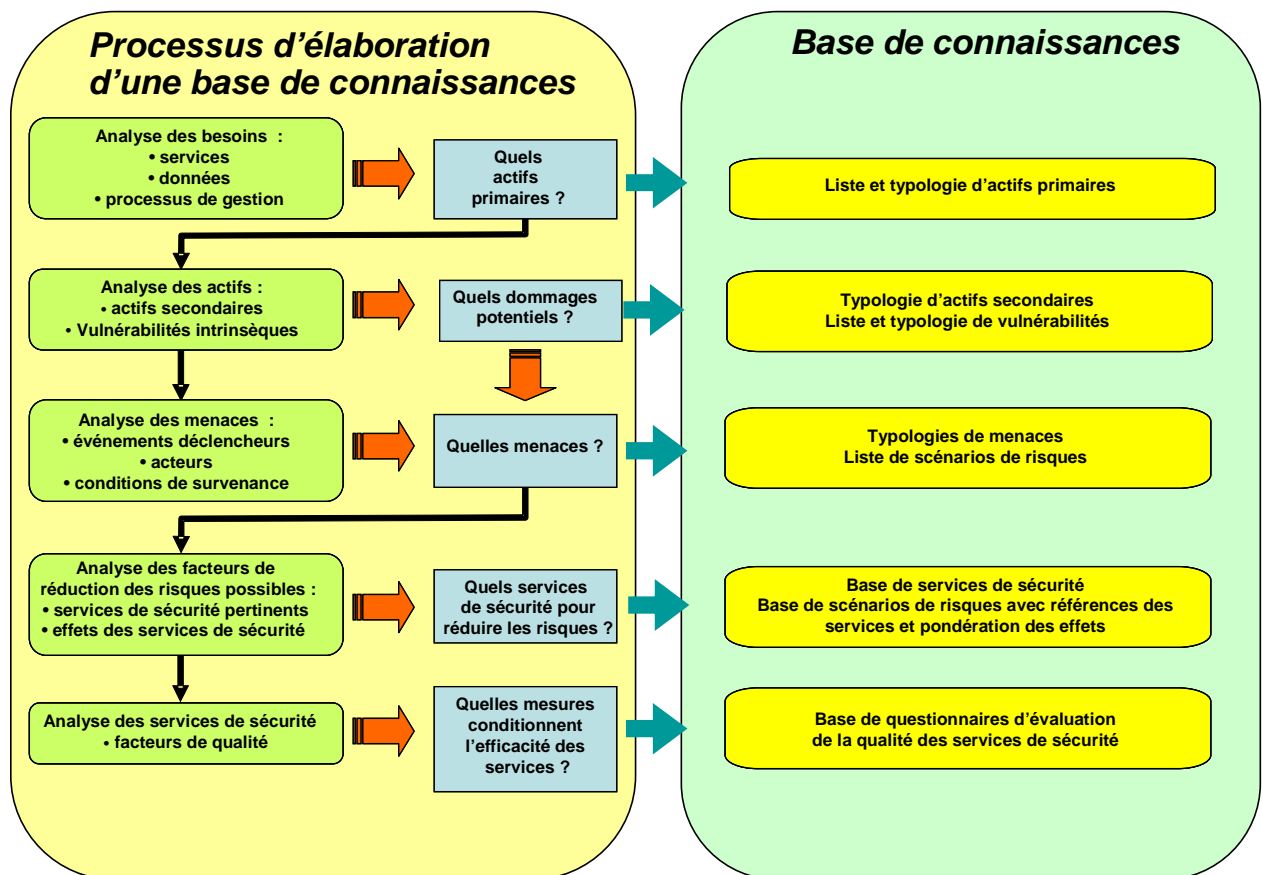 Processus d’élaboration
d’une base de connaissances
Base de connaissances
Analyse des besoins :
• services
• données
• processus de gestion
Quels
actifs
primaires ?
Liste et typologie d’actifs primaires
Analyse des actifs :
• actifs secondaires
• Vulnérabilités intrinsèques
Quels dommages
potentiels ?
Typologie d’actifs secondaires
Liste et typologie de vulnérabilités
Analyse des menaces :
• événements déclencheurs
• acteurs
• conditions de survenance
Quelles menaces ?
Typologies de menaces
Liste de scénarios de risques
Analyse des facteurs de
réduction des risques possibles :
• services de sécurité pertinents
• effets des services de sécurité
Quels services
de sécurité pour
réduire les risques ?
Base de services de sécurité
Base de scénarios de risques avec références des
services et pondération des effets
Analyse des services de sécurité
• facteurs de qualité
Quelles mesures
conditionnent
l’efficacité des
services ?
Base de questionnaires d’évaluation
de la qualité des services de sécurité